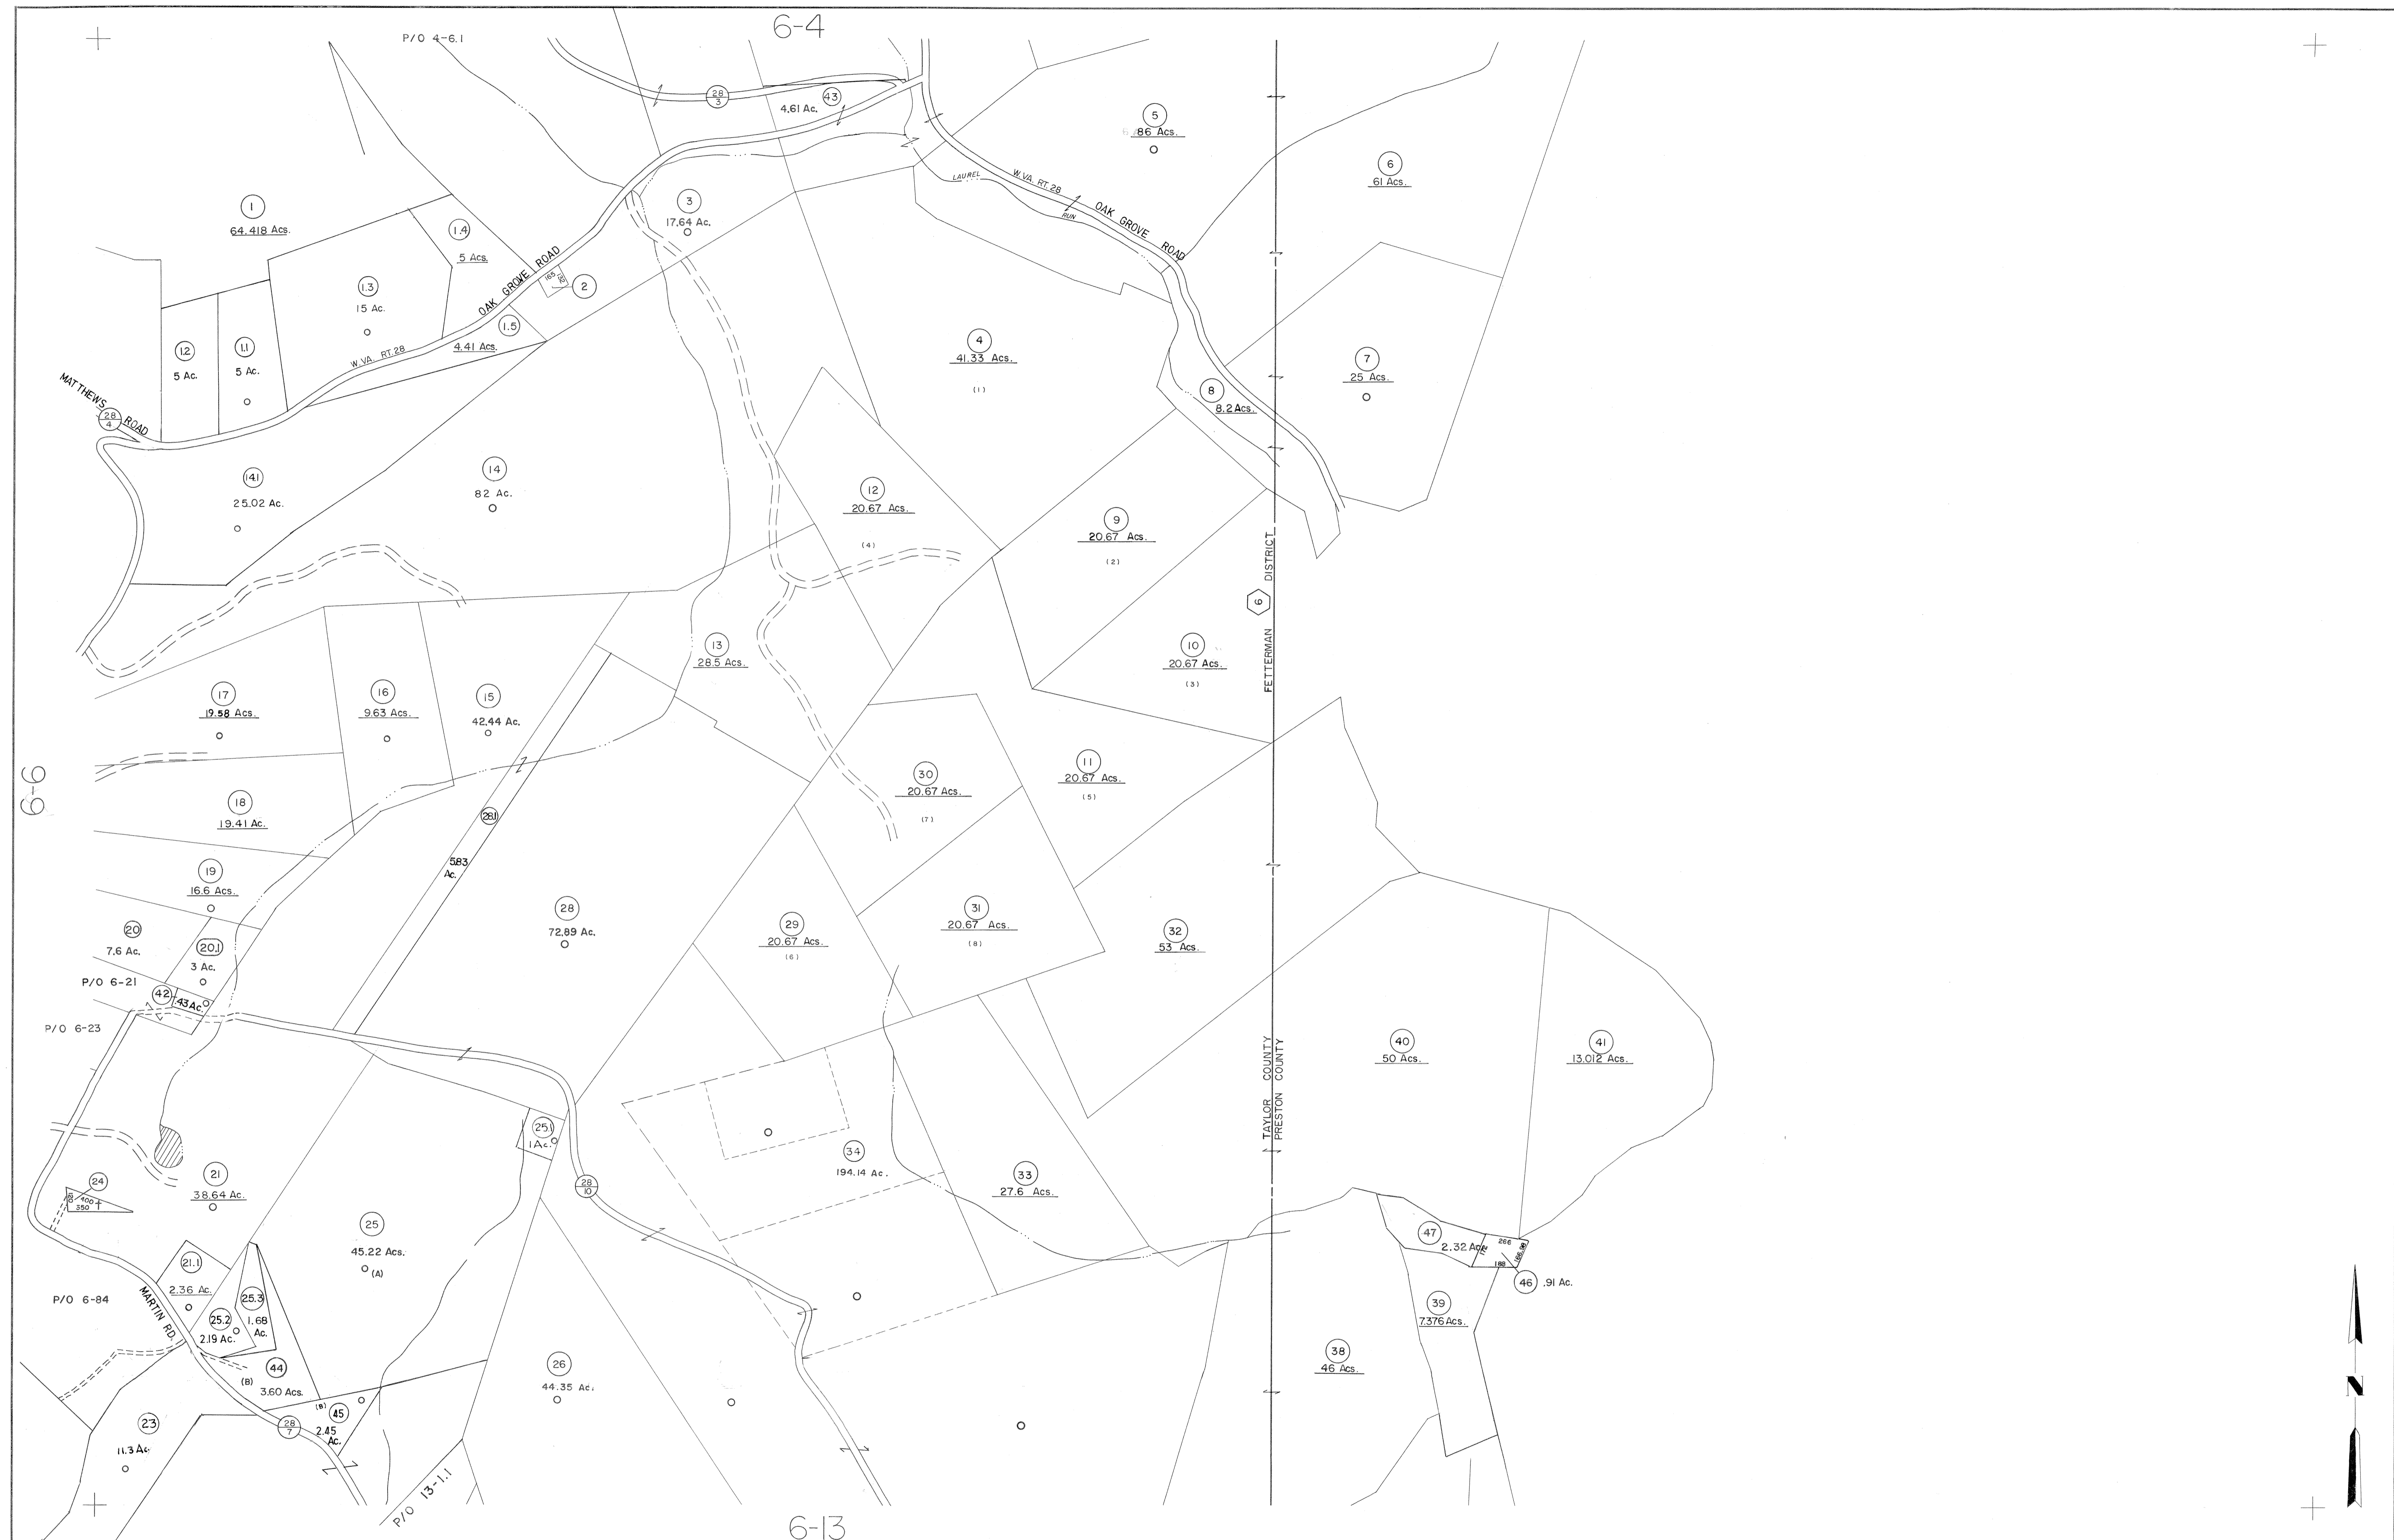 6-4
P/O 4-6.1
28
3
43
4.61 Ac.
5
86 Acs.
6
61 Acs.
1
64.418 Acs.
LAUREL
RUN
W.VA. RT. 28
OAK GROVE ROAD
3
17.64 Ac.
1.4
5 Acs.
OAK GROVE ROAD
165
2
1.3
15 Ac.
1.5
4.41 Acs.
W.VA. RT. 28
1.2
5 Ac.
1.1
5 Ac.
4
41.33 Acs.
(1)
7
25 Acs.
8
8.2 Acs.
MATTHEWS ROAD
28
4
14.1
25.02 Ac.
14
82 Ac.
12
20.67 Acs.
(4)
9
20.67 Acs.
(2)
FETTERMAN DISTRICT
6
10
20.67 Acs.
(3)
13
28.5 Acs.
17
19.58 Acs.
16
9.63 Acs.
15
42.44 Ac.
6-6
18
19.41 Ac.
28.1
5.83
Ac.
30
20.67 Acs.
(7)
11
20.67 Acs.
(5)
19
16.6 Acs.
20
7.6 Ac.
20.1
3 Ac.
28
72.89 Ac.
29
20.67 Acs.
(6)
31
20.67 Acs.
(8)
32
53 Acs.
P/O 6-21
42
.43 Ac.
P/O 6-23
40
50 Acs.
41
13.012 Acs.
TAYLOR COUNTY
PRESTON COUNTY
25.1
1 Ac.
34
194.14 Ac.
33
27.6 Acs.
24
400
350
21
38.64 Ac.
28
10
25
45.22 Acs.
(A)
47
2.32 Ac.
266
166.98
188
46
.91 Ac.
21.1
2.36 Ac.
P/O 6-84
MARTIN RD.
25.3
1.68
Ac.
25.2
2.19 Ac.
39
7.376 Acs.
38
46 Acs.
44
(B)
3.60 Acs.
26
44.35 Ac.
(B)
45
2.45
Ac.
28
7
23
11.3 Ac.
P/O 13-1.1
N
6-13